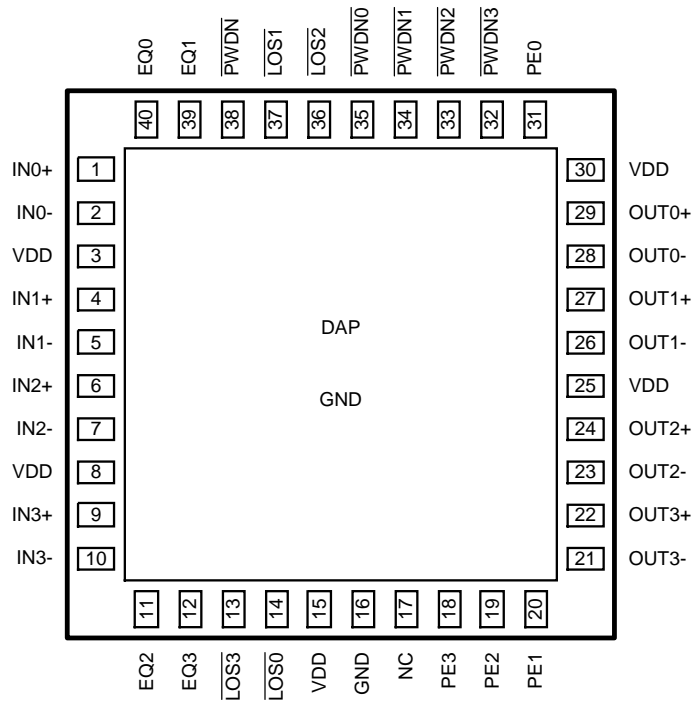 EQ0
EQ1
PWDN
LOS1
LOS2
PWDN0
PWDN1
PWDN2
PWDN3
PE0
40
39
38
37
36
35
34
33
32
31
IN0+ 1
IN0- 2
VDD 3
IN1+ 4
IN1- 5
IN2+ 6
IN2- 7
VDD 8
IN3+ 9
IN3- 10
DAP
GND
30 VDD
29 OUT0+
28 OUT0-
27 OUT1+
26 OUT1-
25 VDD
24 OUT2+
23 OUT2-
22 OUT3+
21 OUT3-
11
12
13
14
15
16
17
18
19
20
EQ2
EQ3
LOS3
LOS0
VDD
GND
NC
PE3
PE2
PE1